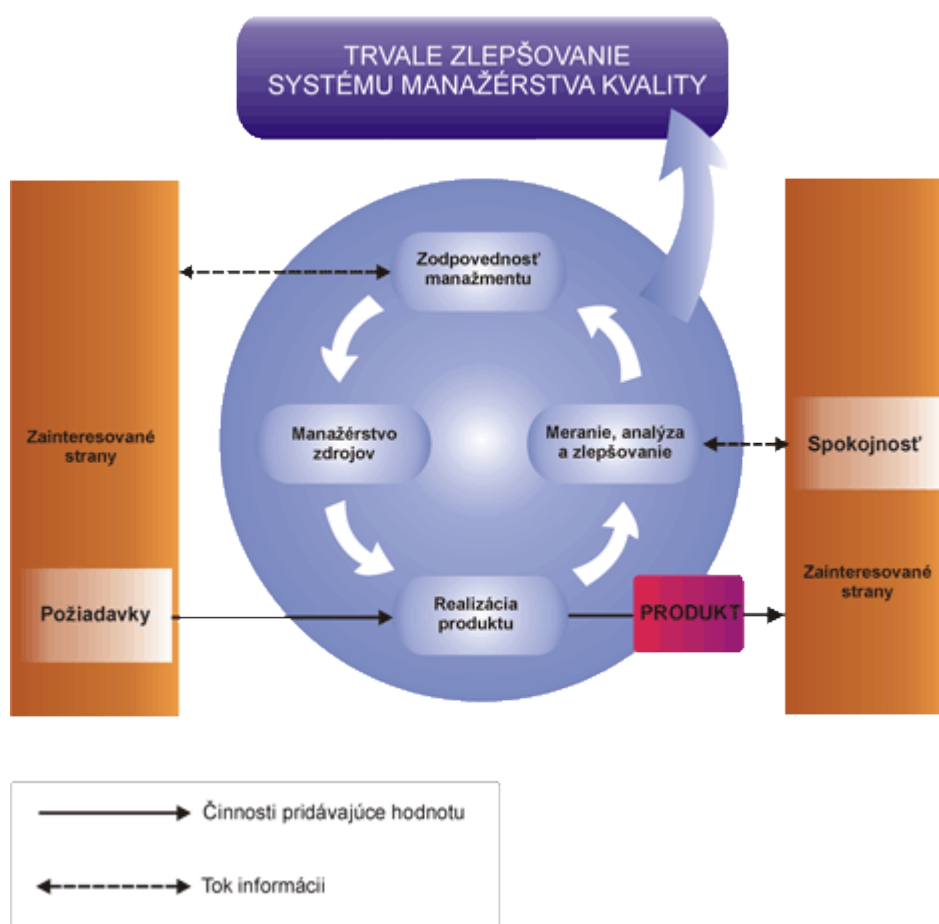 TRVALE ZLEPŠOVANIE
SYSTÉMU MANAŽÉRSTVA KVALITY
Zodpovednosť
manažmentu
Zainteresované
strany
Manažérstvo
zdrojov
Meranie, analýza
a zlepšovanie
Spokojnosť
Požiadavky
Realizácia
produktu
PRODUKT
Zainteresované
strany
Činnosti pridávajúce hodnotu
Tok informácii